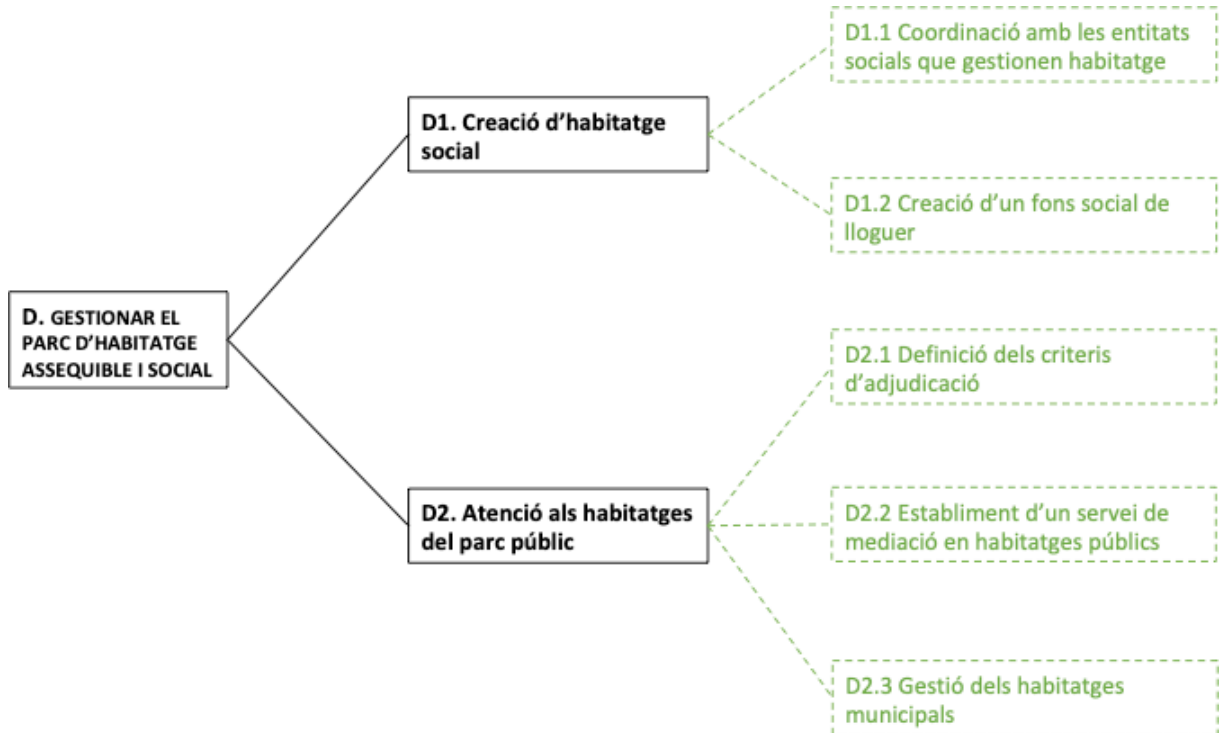 D. GESTIONAR EL
PARC D'HABITATGE
ASSEQUIBLE I SOCIAL
D1. Creació d'habitatge
social
D1.1 Coordinació amb les entitats
socials que gestionen habitatge
D1.2 Creació d'un fons social de
lloguer
D2. Atenció als habitatges
del parc públic
D2.1 Definició dels criteris
d'adjudicació
D2.2 Establiment d'un servei de
mediació en habitatges públics
D2.3 Gestió dels habitatges
municipals